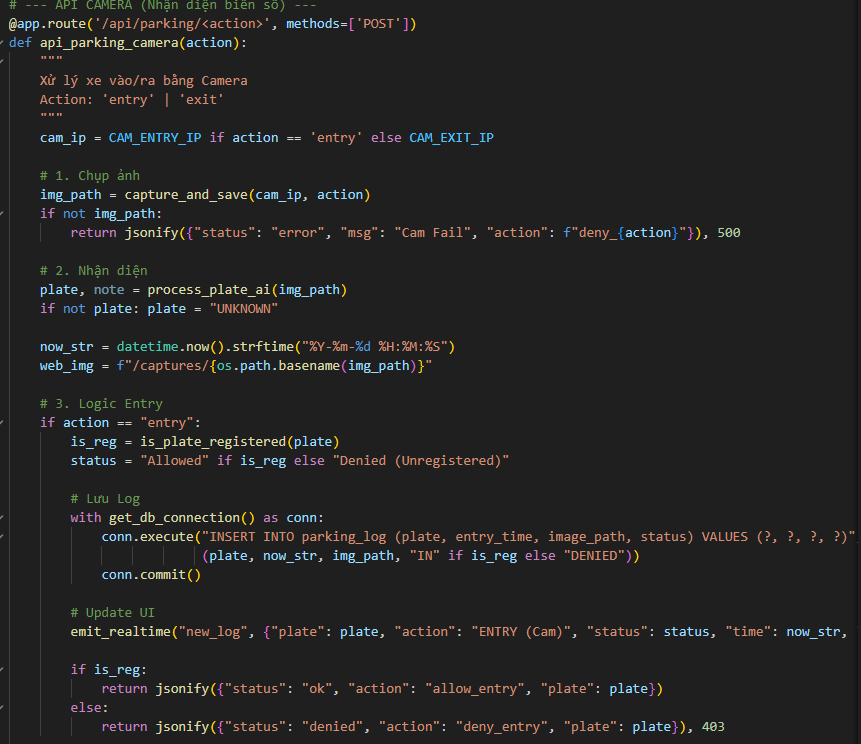 # --- API CAMERA (Nhận diện biển số) ---
@app.route('/api/parking/<action>', methods=['POST'])
def api_parking_camera(action):
    """
    Xử lý xe vào/ra bằng Camera
    Action: 'entry' | 'exit'
    """
    cam_ip = CAM_ENTRY_IP if action == 'entry' else CAM_EXIT_IP

    # 1. Chụp ảnh
    img_path = capture_and_save(cam_ip, action)
    if not img_path:
        return jsonify({"status": "error", "msg": "Cam Fail", "action": f"deny_{action}"}), 500

    # 2. Nhận diện
    plate, note = process_plate_ai(img_path)
    if not plate: plate = "UNKNOWN"

    now_str = datetime.now().strftime("%Y-%m-%d %H:%M:%S")
    web_img = f"/captures/{os.path.basename(img_path)}"

    # 3. Logic Entry
    if action == "entry":
        is_reg = is_plate_registered(plate)
        status = "Allowed" if is_reg else "Denied (Unregistered)"

        # Lưu Log
        with get_db_connection() as conn:
            conn.execute("INSERT INTO parking_log (plate, entry_time, image_path, status) VALUES (?, ?, ?, ?)"
                         (plate, now_str, img_path, "IN" if is_reg else "DENIED"))
            conn.commit()

        # Update UI
        emit_realtime("new_log", {"plate": plate, "action": "ENTRY (Cam)", "status": status, "time": now_str,

        if is_reg:
            return jsonify({"status": "ok", "action": "allow_entry", "plate": plate})
        else:
            return jsonify({"status": "denied", "action": "deny_entry", "plate": plate}), 403